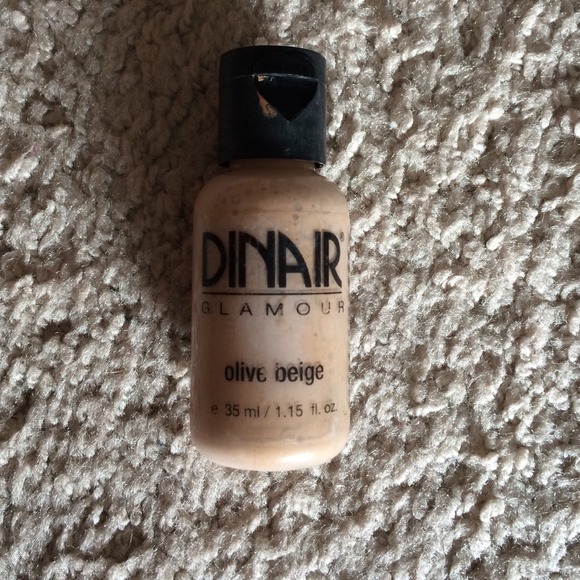 DINAIR®
GLAMOUR
olive beige
e 35 ml / 1.15 fl. oz.